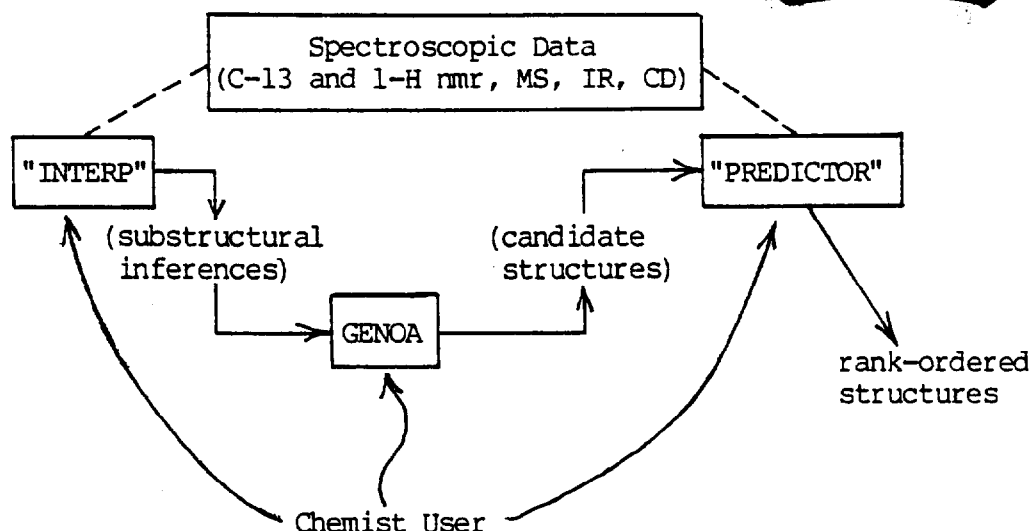 Spectroscopic Data
(C-13 and 1-H nmr, MS, IR, CD)
"INTERP"
"PREDICTOR"
(substructural
inferences)
(candidate
structures)
GENOA
rank-ordered
structures
Chemist User